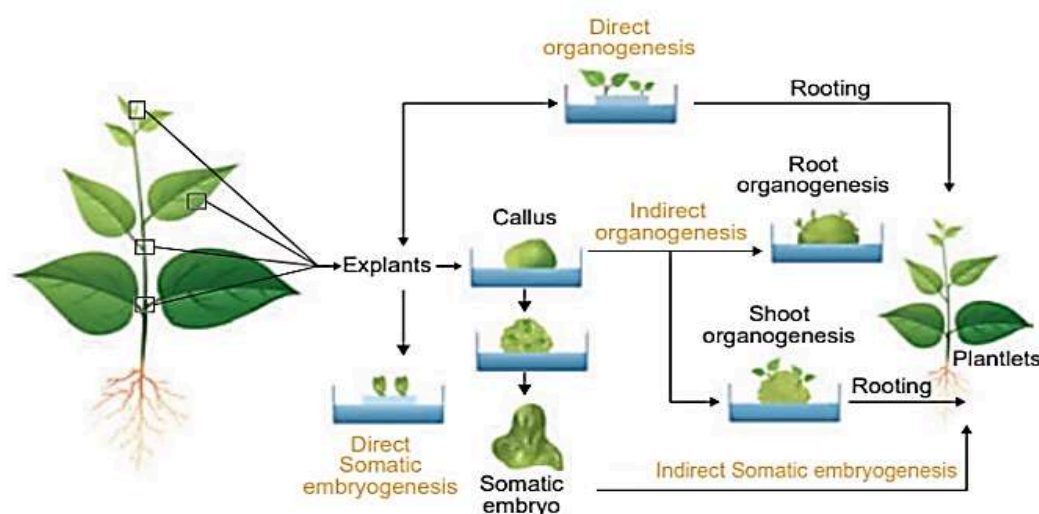 Direct
organogenesis
Rooting
Root
organogenesis
Callus
Indirect
organogenesis
Explants
Shoot
organogenesis
Plantlets
Rooting
Direct
Somatic
embryogenesis
Somatic
embryo
Indirect Somatic embryogenesis